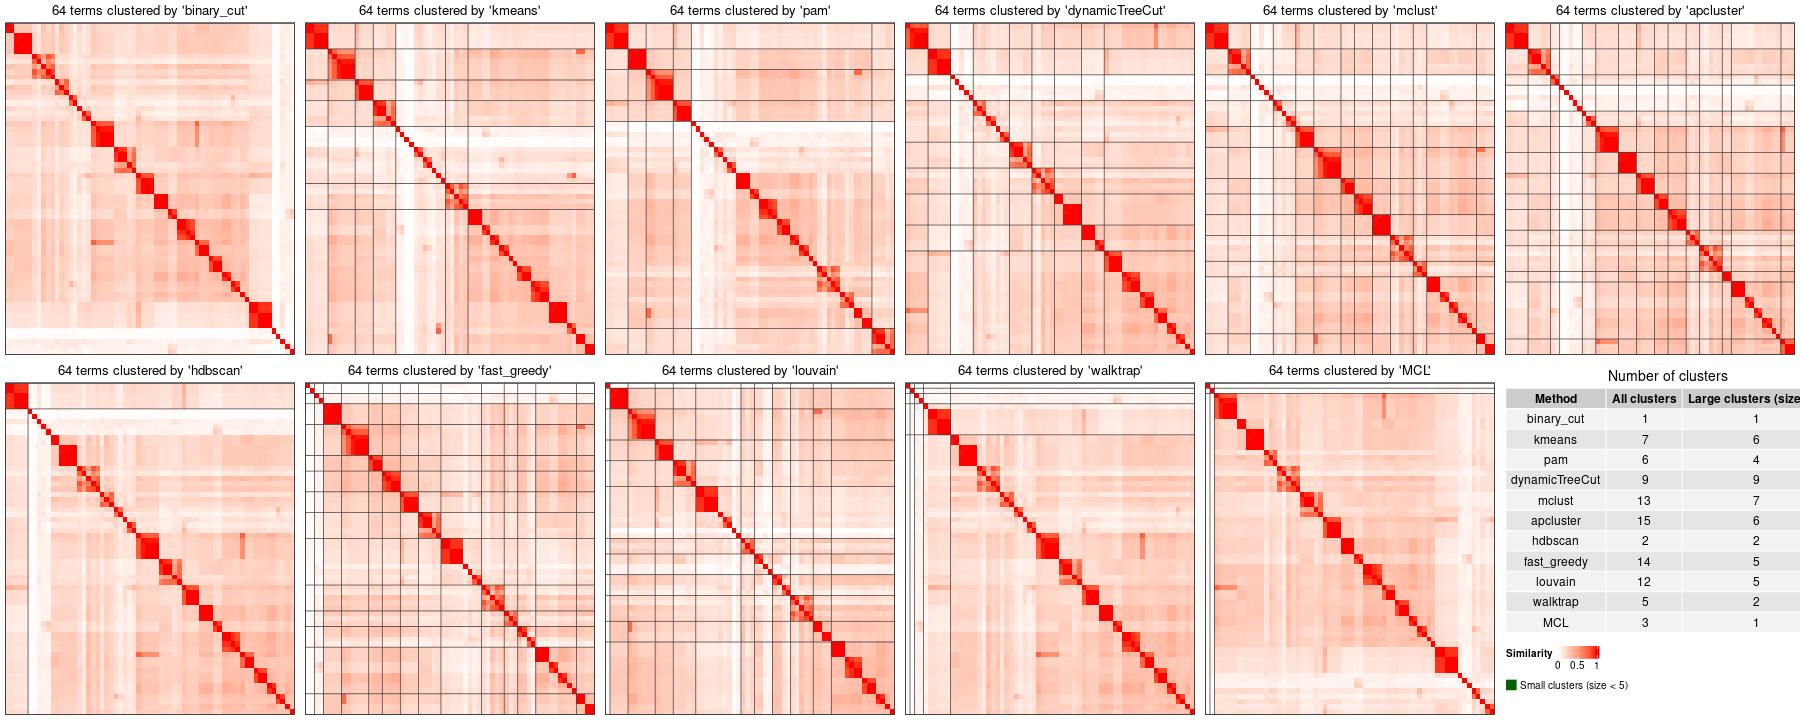 64 terms clustered by 'binary_cut'
64 terms clustered by 'kmeans'
64 terms clustered by 'pam'
64 terms clustered by 'dynamicTreeCut'
64 terms clustered by 'mclust'
64 terms clustered by 'apcluster'
64 terms clustered by 'hdbscan'
64 terms clustered by 'fast_greedy'
64 terms clustered by 'louvain'
64 terms clustered by 'walktrap'
64 terms clustered by 'MCL'
Number of clusters
Method All clusters Large clusters (size
binary_cut 1 1
kmeans 7 6
pam 6 4
dynamicTreeCut 9 9
mclust 13 7
apcluster 15 6
hdbscan 2 2
fast_greedy 14 5
louvain 12 5
walktrap 5 2
MCL 3 1
Similarity
0 0.5 1
Small clusters (size < 5)